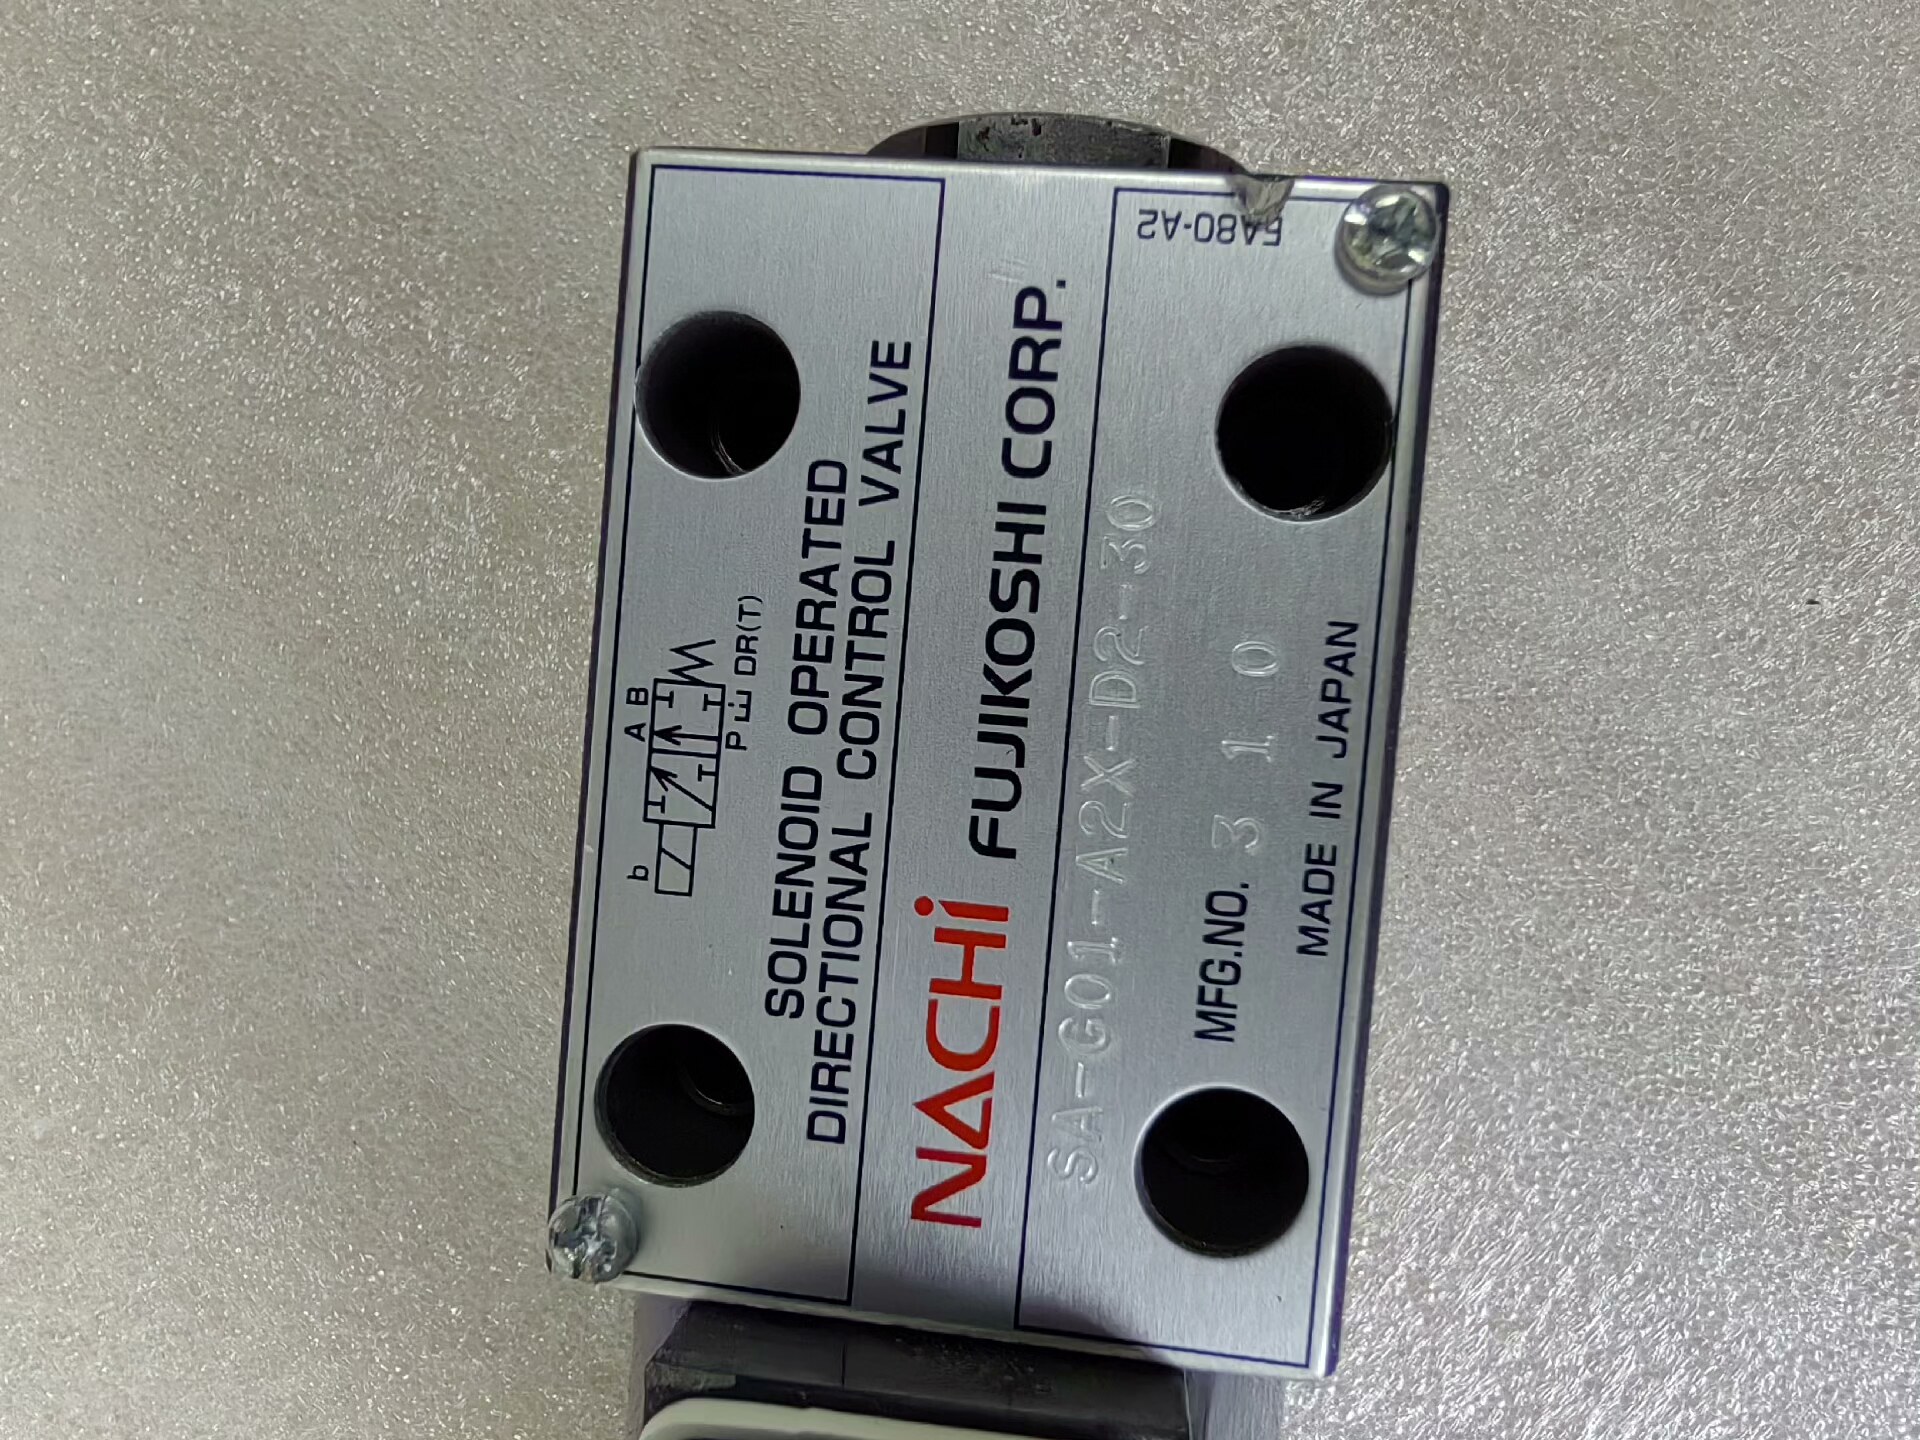 b
A B
P DR(T)
SOLENOID OPERATED
DIRECTIONAL CONTROL VALVE
NACHi FUJIKOSHI CORP.
SA-G01-A2X-D2-30
MFG.NO. 3 1 0
MADE IN JAPAN
5A80-A2